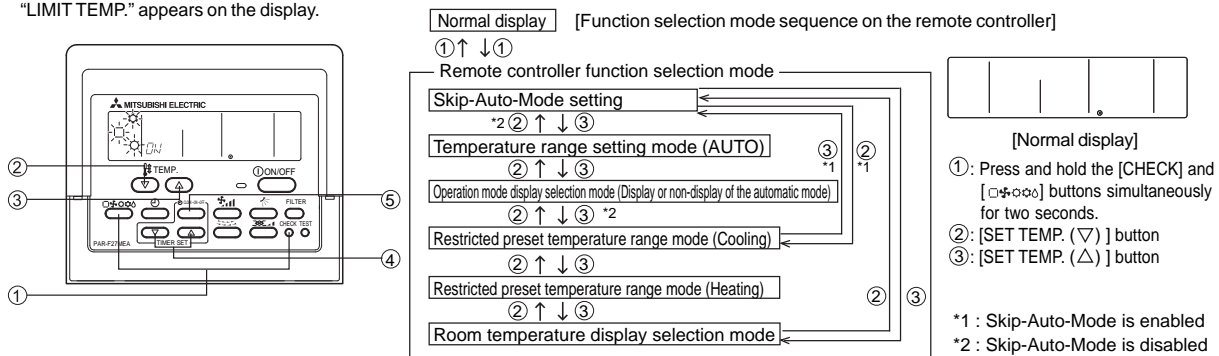 “LIMIT TEMP.” appears on the display.
MITSUBISHI ELECTRIC
ON
TEMP.
ON/OFF
FILTER
CHECK TEST
PAR-F27MEA
TIMER SET
②
③
①
⑤
④
Normal display [Function selection mode sequence on the remote controller]
①↑ ↓①
Remote controller function selection mode
Skip-Auto-Mode setting
*2 ② ↑ ↓ ③
Temperature range setting mode (AUTO)
② ↑ ↓ ③
Operation mode display selection mode (Display or non-display of the automatic mode)
② ↑ ↓ ③ *2
Restricted preset temperature range mode (Cooling)
② ↑ ↓ ③
Restricted preset temperature range mode (Heating)
② ↑ ↓ ③
Room temperature display selection mode
③ ②
*1 *1
② ③
[Normal display]
①: Press and hold the [CHECK] and
[ ] buttons simultaneously
for two seconds.
②: [SET TEMP. (▽) ] button
③: [SET TEMP. (△) ] button
*1 : Skip-Auto-Mode is enabled
*2 : Skip-Auto-Mode is disabled